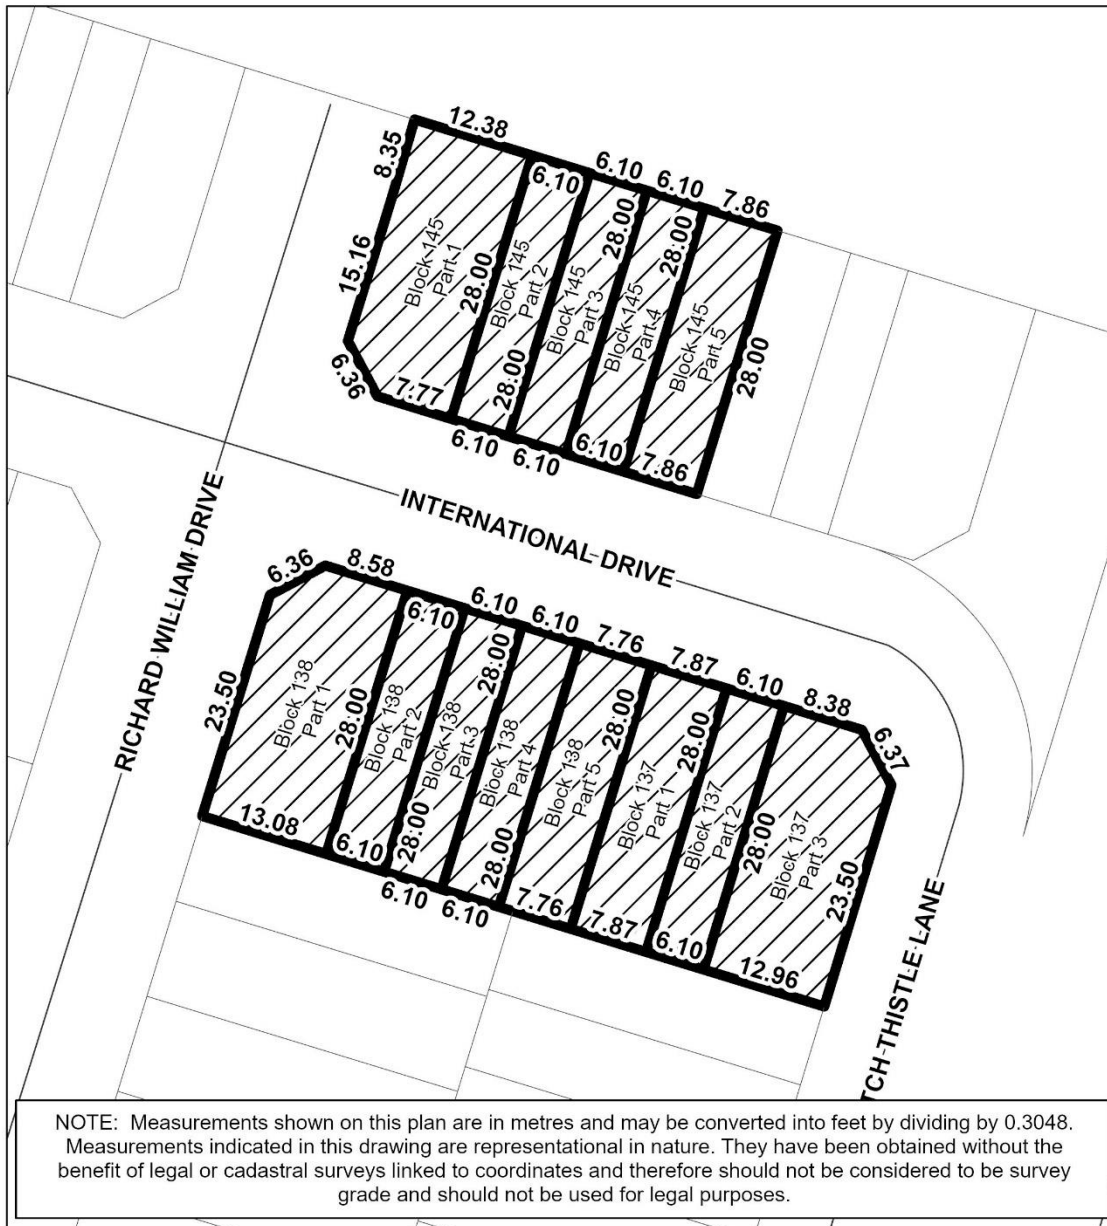 12.38
8.35
6.10
6.10
6.10
7.86
15.16
Block 145
Part 1
28.00
Block 145
Part 2
28.00
Block 145
Part 3
28.00
Block 145
Part 4
28.00
Block 145
Part 5
28.00
6.36
7.77
6.10
6.10
6.10
7.86
INTERNATIONAL DRIVE
RICHARD WILLIAM DRIVE
6.36
8.58
6.10
6.10
6.10
7.76
7.87
6.10
8.38
6.37
23.50
Block 138
Part 1
28.00
Block 138
Part 2
28.00
Block 138
Part 3
28.00
Block 138
Part 4
28.00
Block 138
Part 5
28.00
Block 137
Part 1
28.00
Block 137
Part 2
28.00
Block 137
Part 3
23.50
13.08
6.10
6.10
6.10
7.76
7.87
6.10
12.96
TCH THISTLE LANE
NOTE: Measurements shown on this plan are in metres and may be converted into feet by dividing by 0.3048.
Measurements indicated in this drawing are representational in nature. They have been obtained without the
benefit of legal or cadastral surveys linked to coordinates and therefore should not be considered to be survey
grade and should not be used for legal purposes.